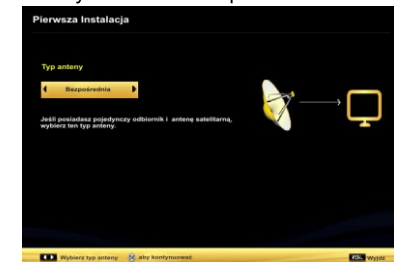 Pierwsza Instalacja
Typ anteny
Bezpośrednia
Jeśli posiadasz pojedynczy odbiornik i antenę satelitarną,
wybierz ten typ anteny.
Wybierz typ anteny
aby kontynuować
Wyjdź